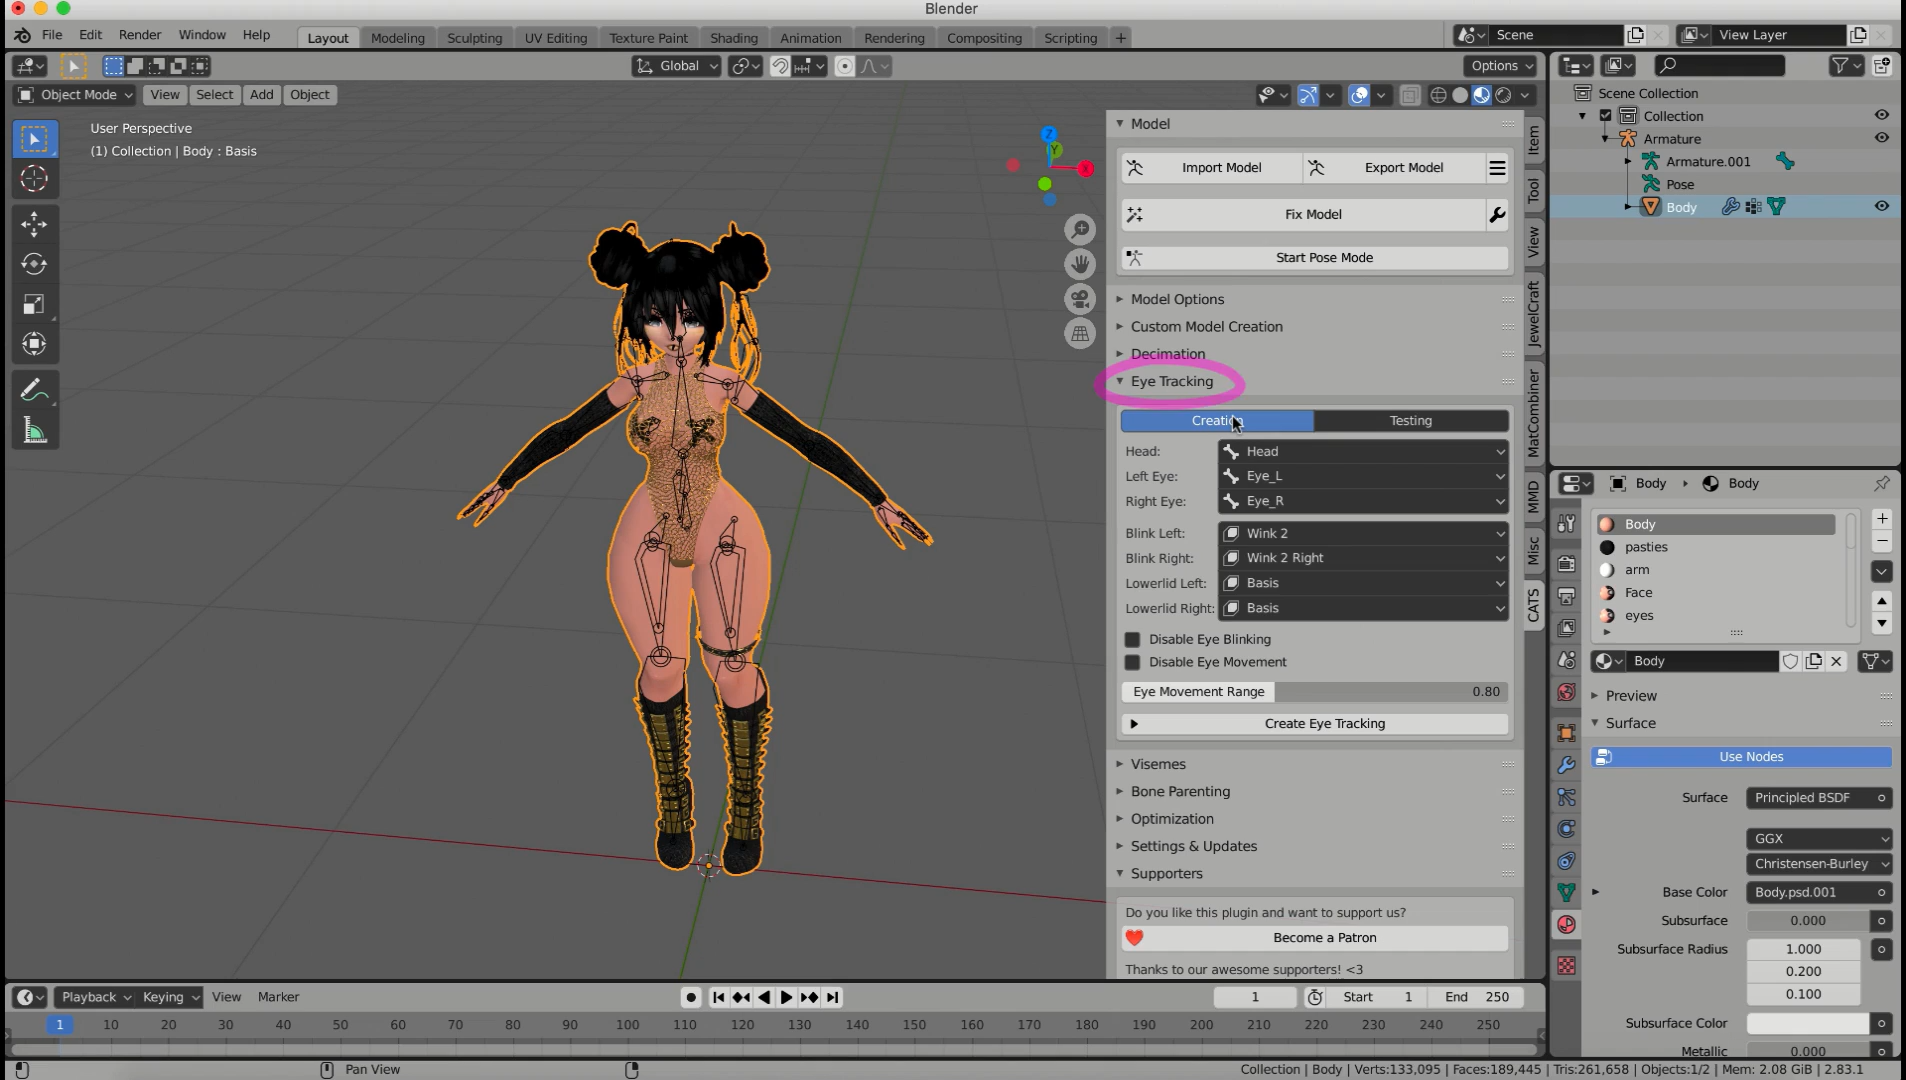 Blender
File Edit Render Window Help Layout Modeling Sculpting UV Editing Texture Paint Shading Animation Rendering Compositing Scripting + Scene View Layer
Global Options
Object Mode View Select Add Object
User Perspective
(1) Collection | Body : Basis
Z
Y
X
Model
Import Model Export Model
Fix Model
Start Pose Mode
Model Options
Custom Model Creation
Decimation
Eye Tracking
Creation Testing
Head: Head
Left Eye: Eye_L
Right Eye: Eye_R
Blink Left: Wink 2
Blink Right: Wink 2 Right
Lowerlid Left: Basis
Lowerlid Right: Basis
Disable Eye Blinking
Disable Eye Movement
Eye Movement Range 0.80
Create Eye Tracking
Visemes
Bone Parenting
Optimization
Settings & Updates
Supporters
Do you like this plugin and want to support us?
Become a Patron
Thanks to our awesome supporters! <3
Item
Tool
View
JewelCraft
MatCombiner
MMD
Misc
CATS
Scene Collection
Collection
Armature
Armature.001
Pose
Body
Body Body
Body
pasties
arm
Face
eyes
Body
Preview
Surface
Use Nodes
Surface Principled BSDF
GGX
Christensen-Burley
Base Color Body.psd.001
Subsurface 0.000
Subsurface Radius 1.000
0.200
0.100
Subsurface Color
Metallic 0.000
Playback Keying View Marker 1 Start 1 End 250
1 10 20 30 40 50 60 70 80 90 100 110 120 130 140 150 160 170 180 190 200 210 220 230 240 250
Pan View Collection | Body | Verts:133,095 | Faces:189,445 | Tris:261,658 | Objects:1/2 | Mem: 2.08 GiB | 2.83.1